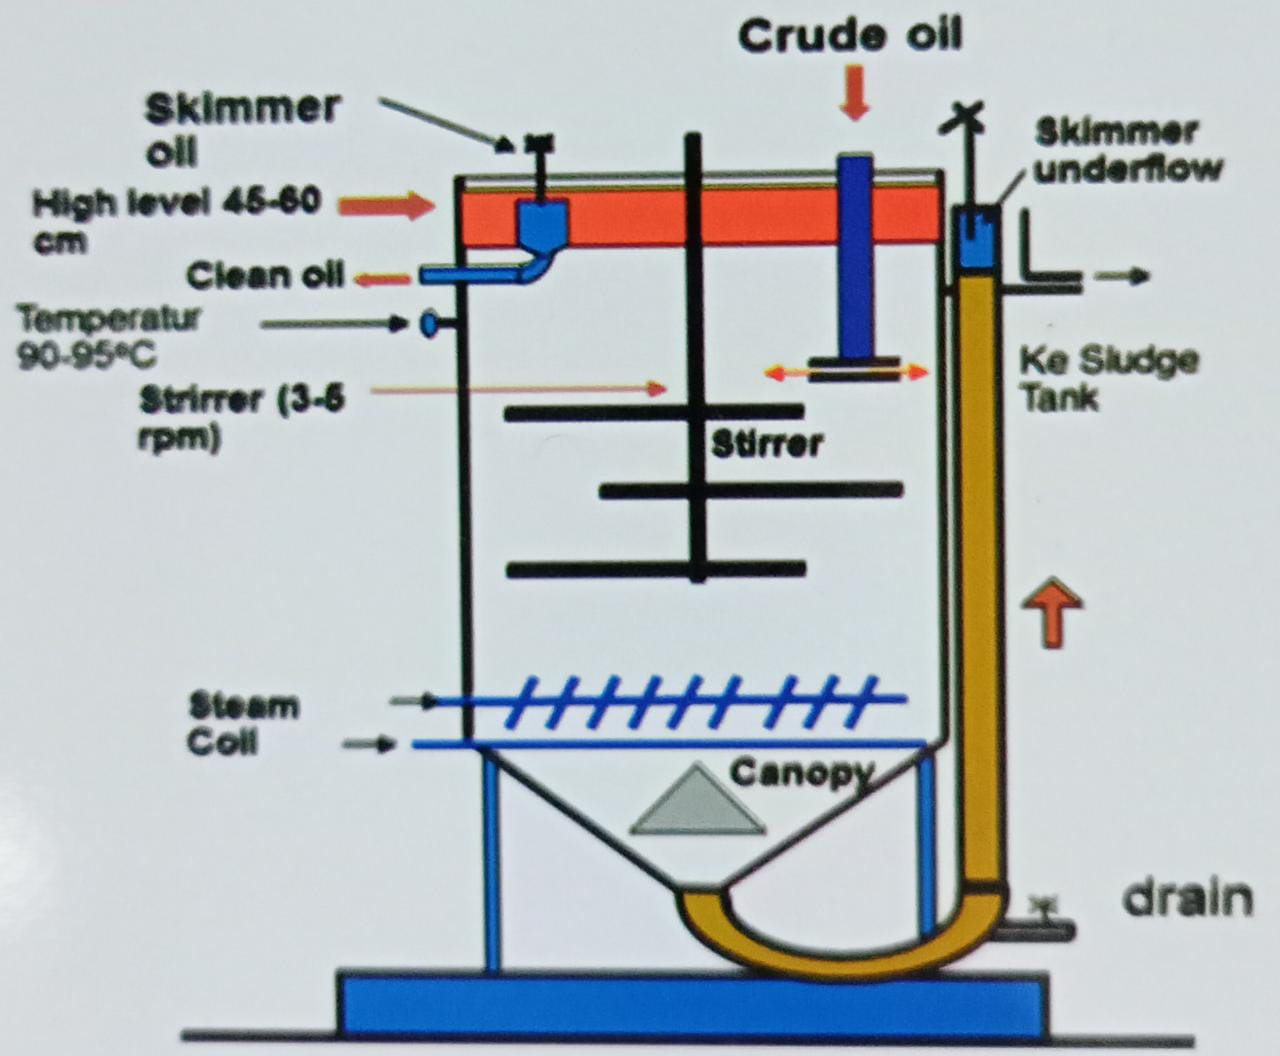 Crude oil
Skimmer
oil
Skimmer
underflow
High level 45-60
cm
Clean oil
Temperatur
90-95°C
Ke Sludge
Tank
Strirrer (3-5
rpm)
Stirrer
Steam
Coil
Canopy
drain